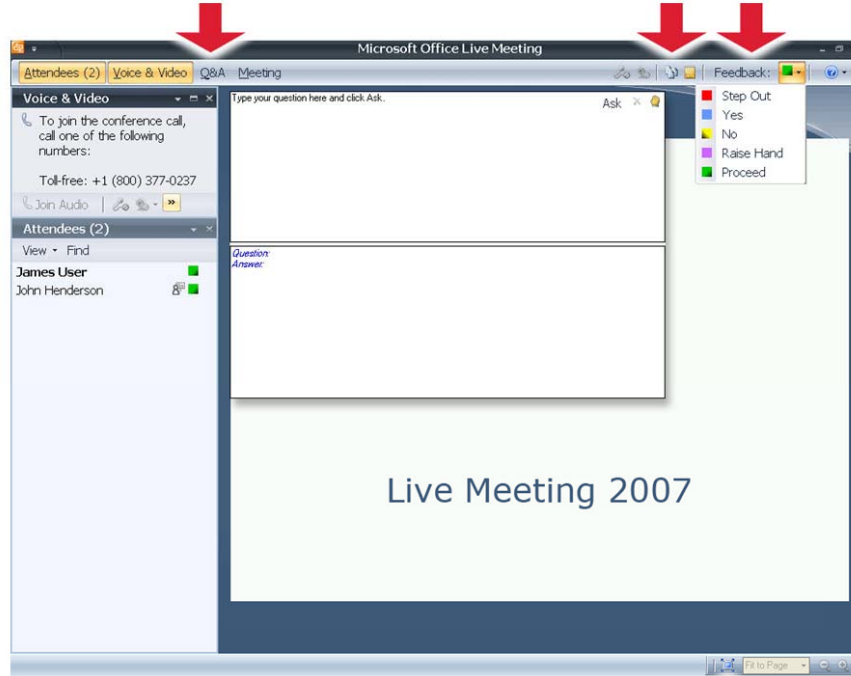 Microsoft Office Live Meeting
Attendees (2) Voice & Video Q&A Meeting
Feedback:
Voice & Video
To join the conference call,
call one of the following
numbers:
Toll-free: +1 (800) 377-0237
Join Audio
Attendees (2)
View Find
James User
John Henderson
Type your question here and click Ask.
Ask
Question:
Answer:
Step Out
Yes
No
Raise Hand
Proceed
Live Meeting 2007
Fit to Page